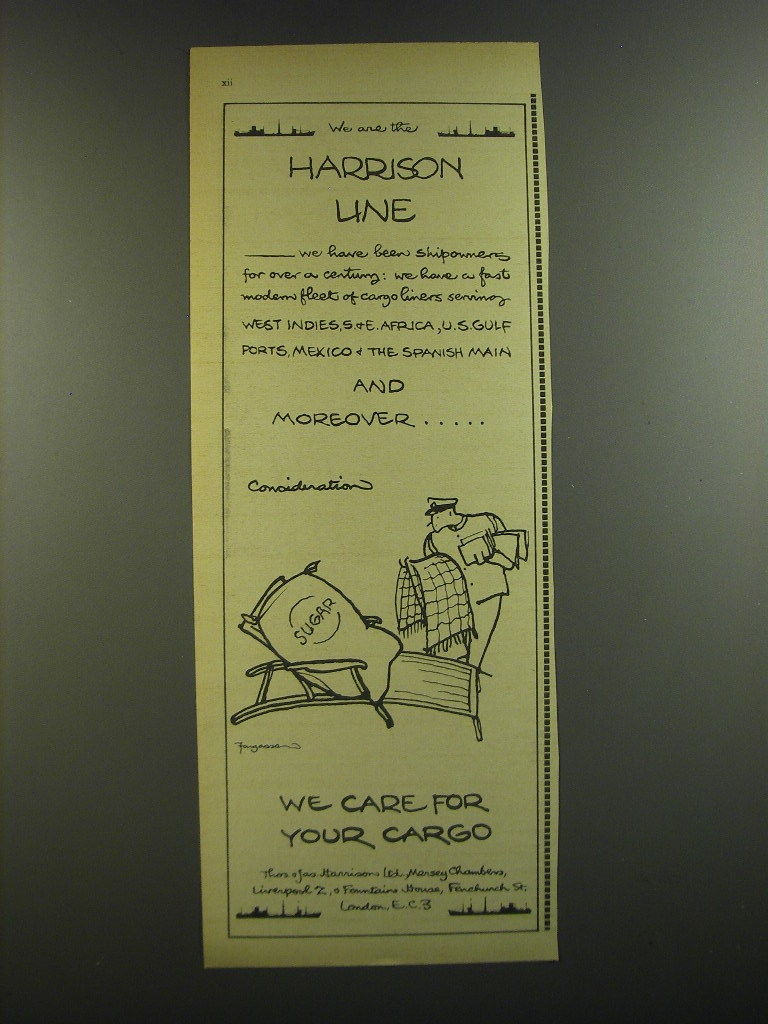 xii
We are the
HARRISON
LINE
we have been shipowners
for over a century: we have a fast
modern fleet of cargo liners serving
WEST INDIES, S. & E. AFRICA, U.S. GULF
PORTS, MEXICO & THE SPANISH MAIN
AND
MOREOVER . . . . .
Consideration
SUGAR
Fougasse
WE CARE FOR
YOUR CARGO
Thos & Jas. Harrison Ltd. Mersey Chambers,
Liverpool 2, & Fountain House, Fenchurch St.
London, E.C.3